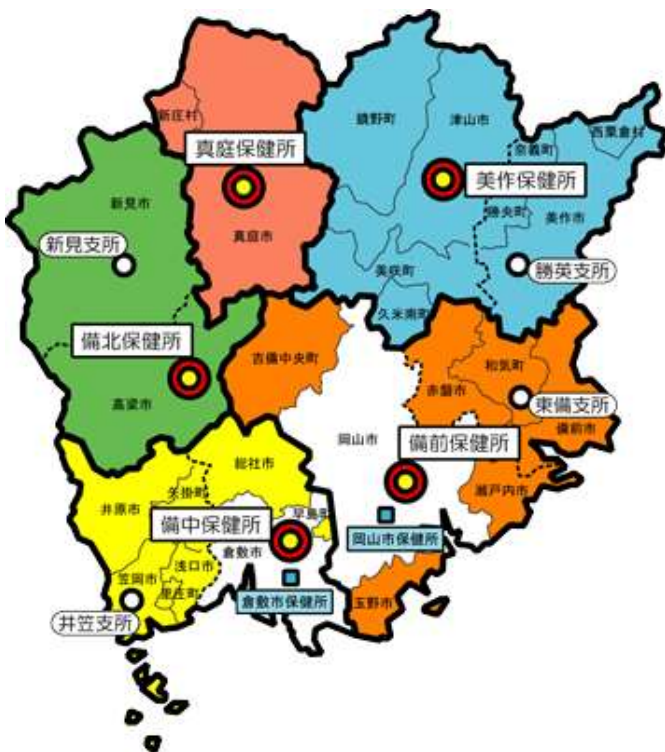 新庄村
鏡野町
津山市
西粟倉村
奈義町
真庭保健所
美作保健所
新見市
勝央町
美作市
新見支所
真庭市
美咲町
勝英支所
久米南町
備北保健所
吉備中央町
和気町
赤磐市
高梁市
東備支所
備前市
岡山市
備前保健所
総社市
矢掛町
井原市
瀬戸内市
早島町
備中保健所
岡山市保健所
倉敷市
浅口市
笠岡市
里庄町
倉敷市保健所
玉野市
井笠支所